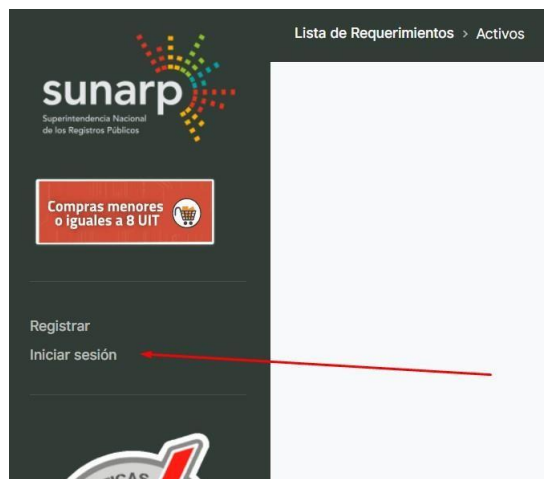 Lista de Requerimientos > Activos
sunarp
Superintendencia Nacional
de los Registros Públicos
Compras menores
o iguales a 8 UIT
Registrar
Iniciar sesión